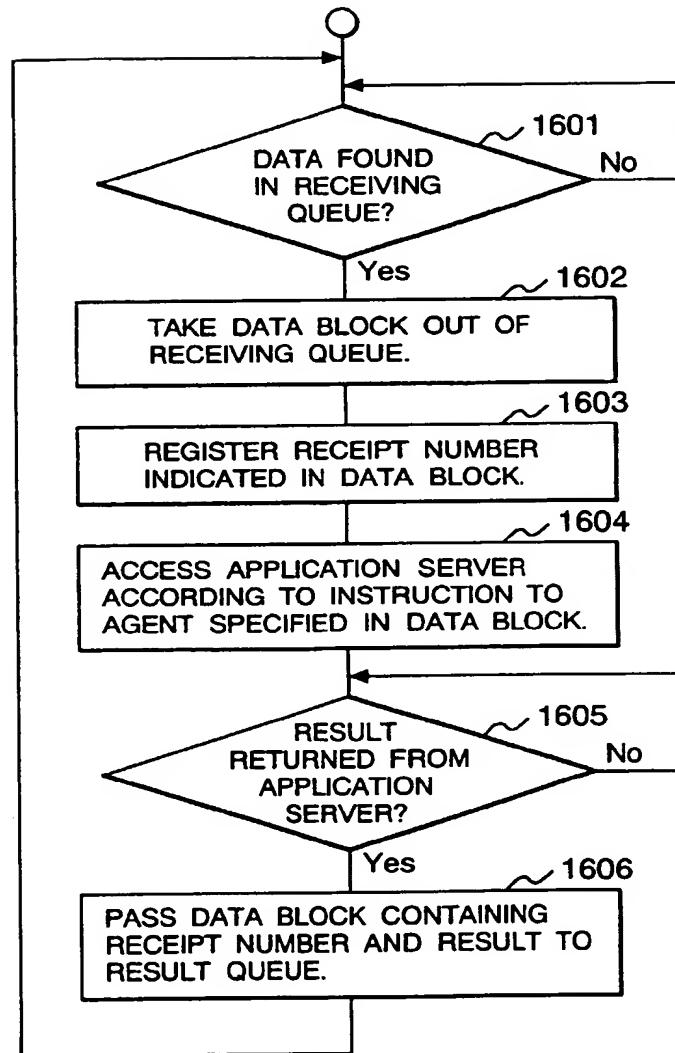 1601
DATA FOUND
IN RECEIVING
QUEUE?
No
Yes
1602
TAKE DATA BLOCK OUT OF
RECEIVING QUEUE.
1603
REGISTER RECEIPT NUMBER
INDICATED IN DATA BLOCK.
1604
ACCESS APPLICATION SERVER
ACCORDING TO INSTRUCTION TO
AGENT SPECIFIED IN DATA BLOCK.
1605
RESULT
RETURNED FROM
APPLICATION
SERVER?
No
Yes
1606
PASS DATA BLOCK CONTAINING
RECEIPT NUMBER AND RESULT TO
RESULT QUEUE.